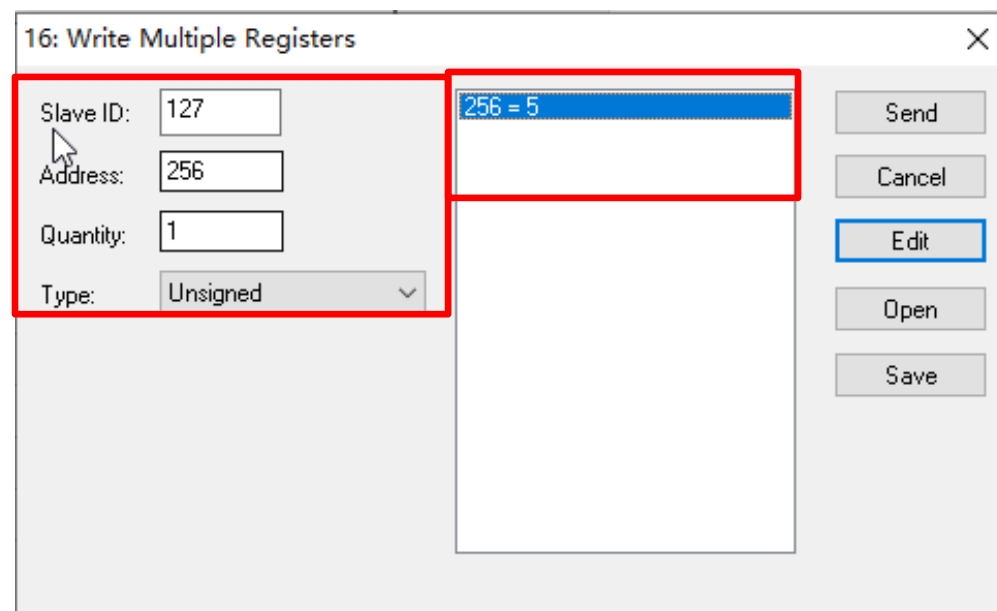 16: Write Multiple Registers
Slave ID: 127
Address: 256
Quantity: 1
Type: Unsigned
256 = 5
Send
Cancel
Edit
Open
Save